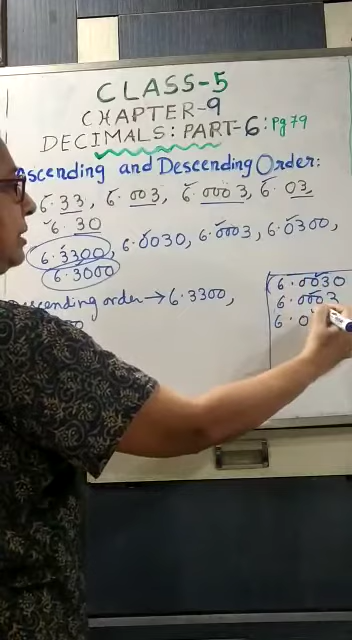 CLASS-5
CHAPTER-9
DECIMALS: PART-6: Pg 79
Ascending and Descending Order:
6.33, 6.003, 6.0003, 6.03,
6.30
6.3300, 6.0030, 6.0003, 6.0300,
6.3000
descending order → 6.3300,
6.0030
6.0003
6.0